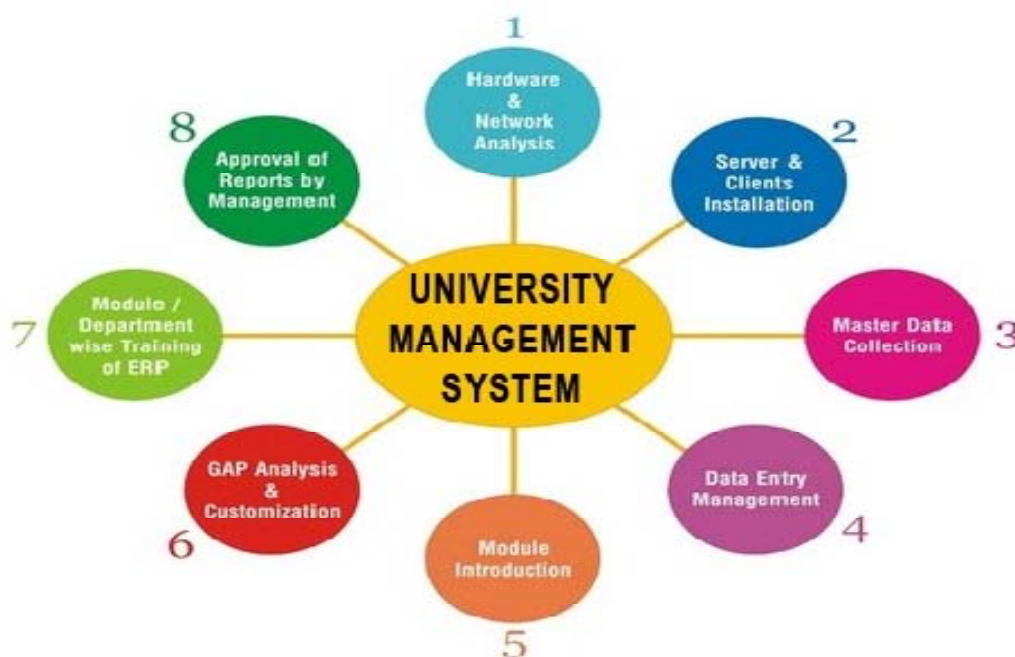 1
Hardware
&
Network
Analysis
2
Server &
Clients
Installation
3
Master Data
Collection
4
Data Entry
Management
5
Module
Introduction
6
GAP Analysis
&
Customization
7
Module /
Department
wise Training
of ERP
8
Approval of
Reports by
Management
UNIVERSITY
MANAGEMENT
SYSTEM